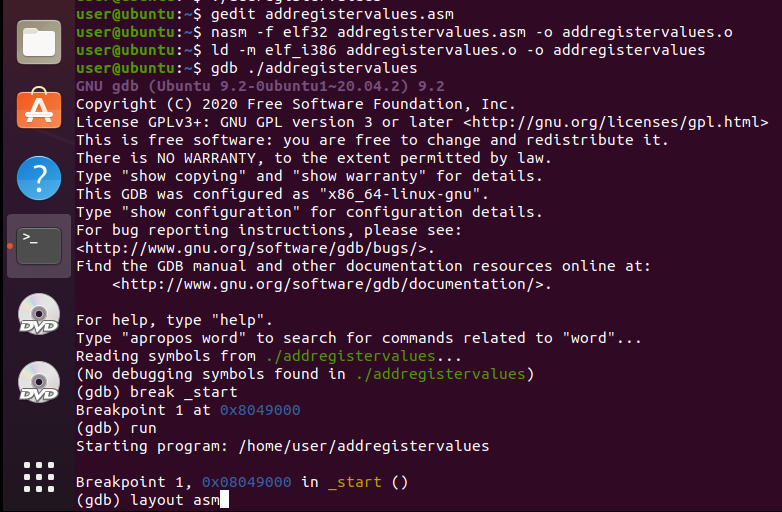 user@ubuntu:~$ gedit addregistervalues.asm
user@ubuntu:~$ nasm -f elf32 addregistervalues.asm -o addregistervalues.o
user@ubuntu:~$ ld -m elf_i386 addregistervalues.o -o addregistervalues
user@ubuntu:~$ gdb ./addregistervalues
GNU gdb (Ubuntu 9.2-0ubuntu1~20.04.2) 9.2
Copyright (C) 2020 Free Software Foundation, Inc.
License GPLv3+: GNU GPL version 3 or later <http://gnu.org/licenses/gpl.html>
This is free software: you are free to change and redistribute it.
There is NO WARRANTY, to the extent permitted by law.
Type "show copying" and "show warranty" for details.
This GDB was configured as "x86_64-linux-gnu".
Type "show configuration" for configuration details.
For bug reporting instructions, please see:
<http://www.gnu.org/software/gdb/bugs/>.
Find the GDB manual and other documentation resources online at:
    <http://www.gnu.org/software/gdb/documentation/>.
For help, type "help".
Type "apropos word" to search for commands related to "word"...
Reading symbols from ./addregistervalues...
(No debugging symbols found in ./addregistervalues)
(gdb) break _start
Breakpoint 1 at 0x8049000
(gdb) run
Starting program: /home/user/addregistervalues
Breakpoint 1, 0x08049000 in _start ()
(gdb) layout asm
?
>_
DVD
DVD